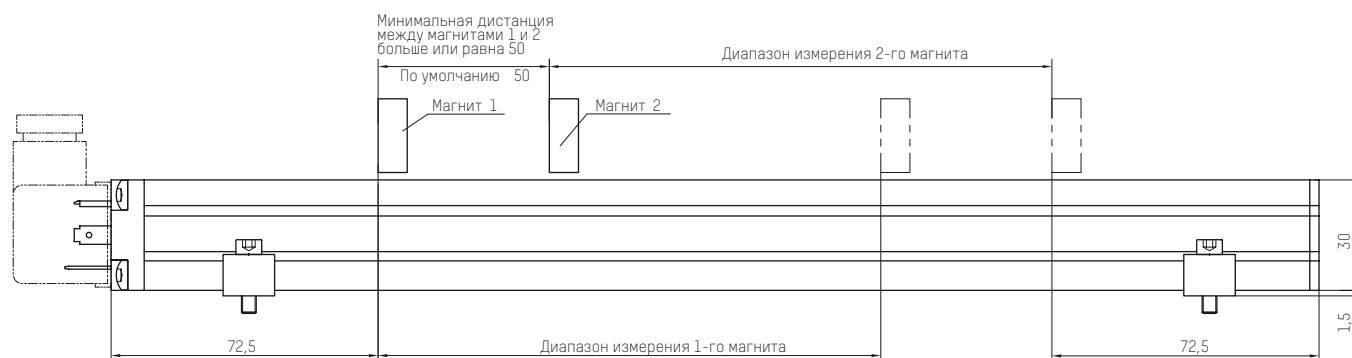 Минимальная дистанция
между магнитами 1 и 2
больше или равна 50
По умолчанию 50
Диапазон измерения 2-го магнита
Магнит 1
Магнит 2
30
1,5
72,5
Диапазон измерения 1-го магнита
72,5